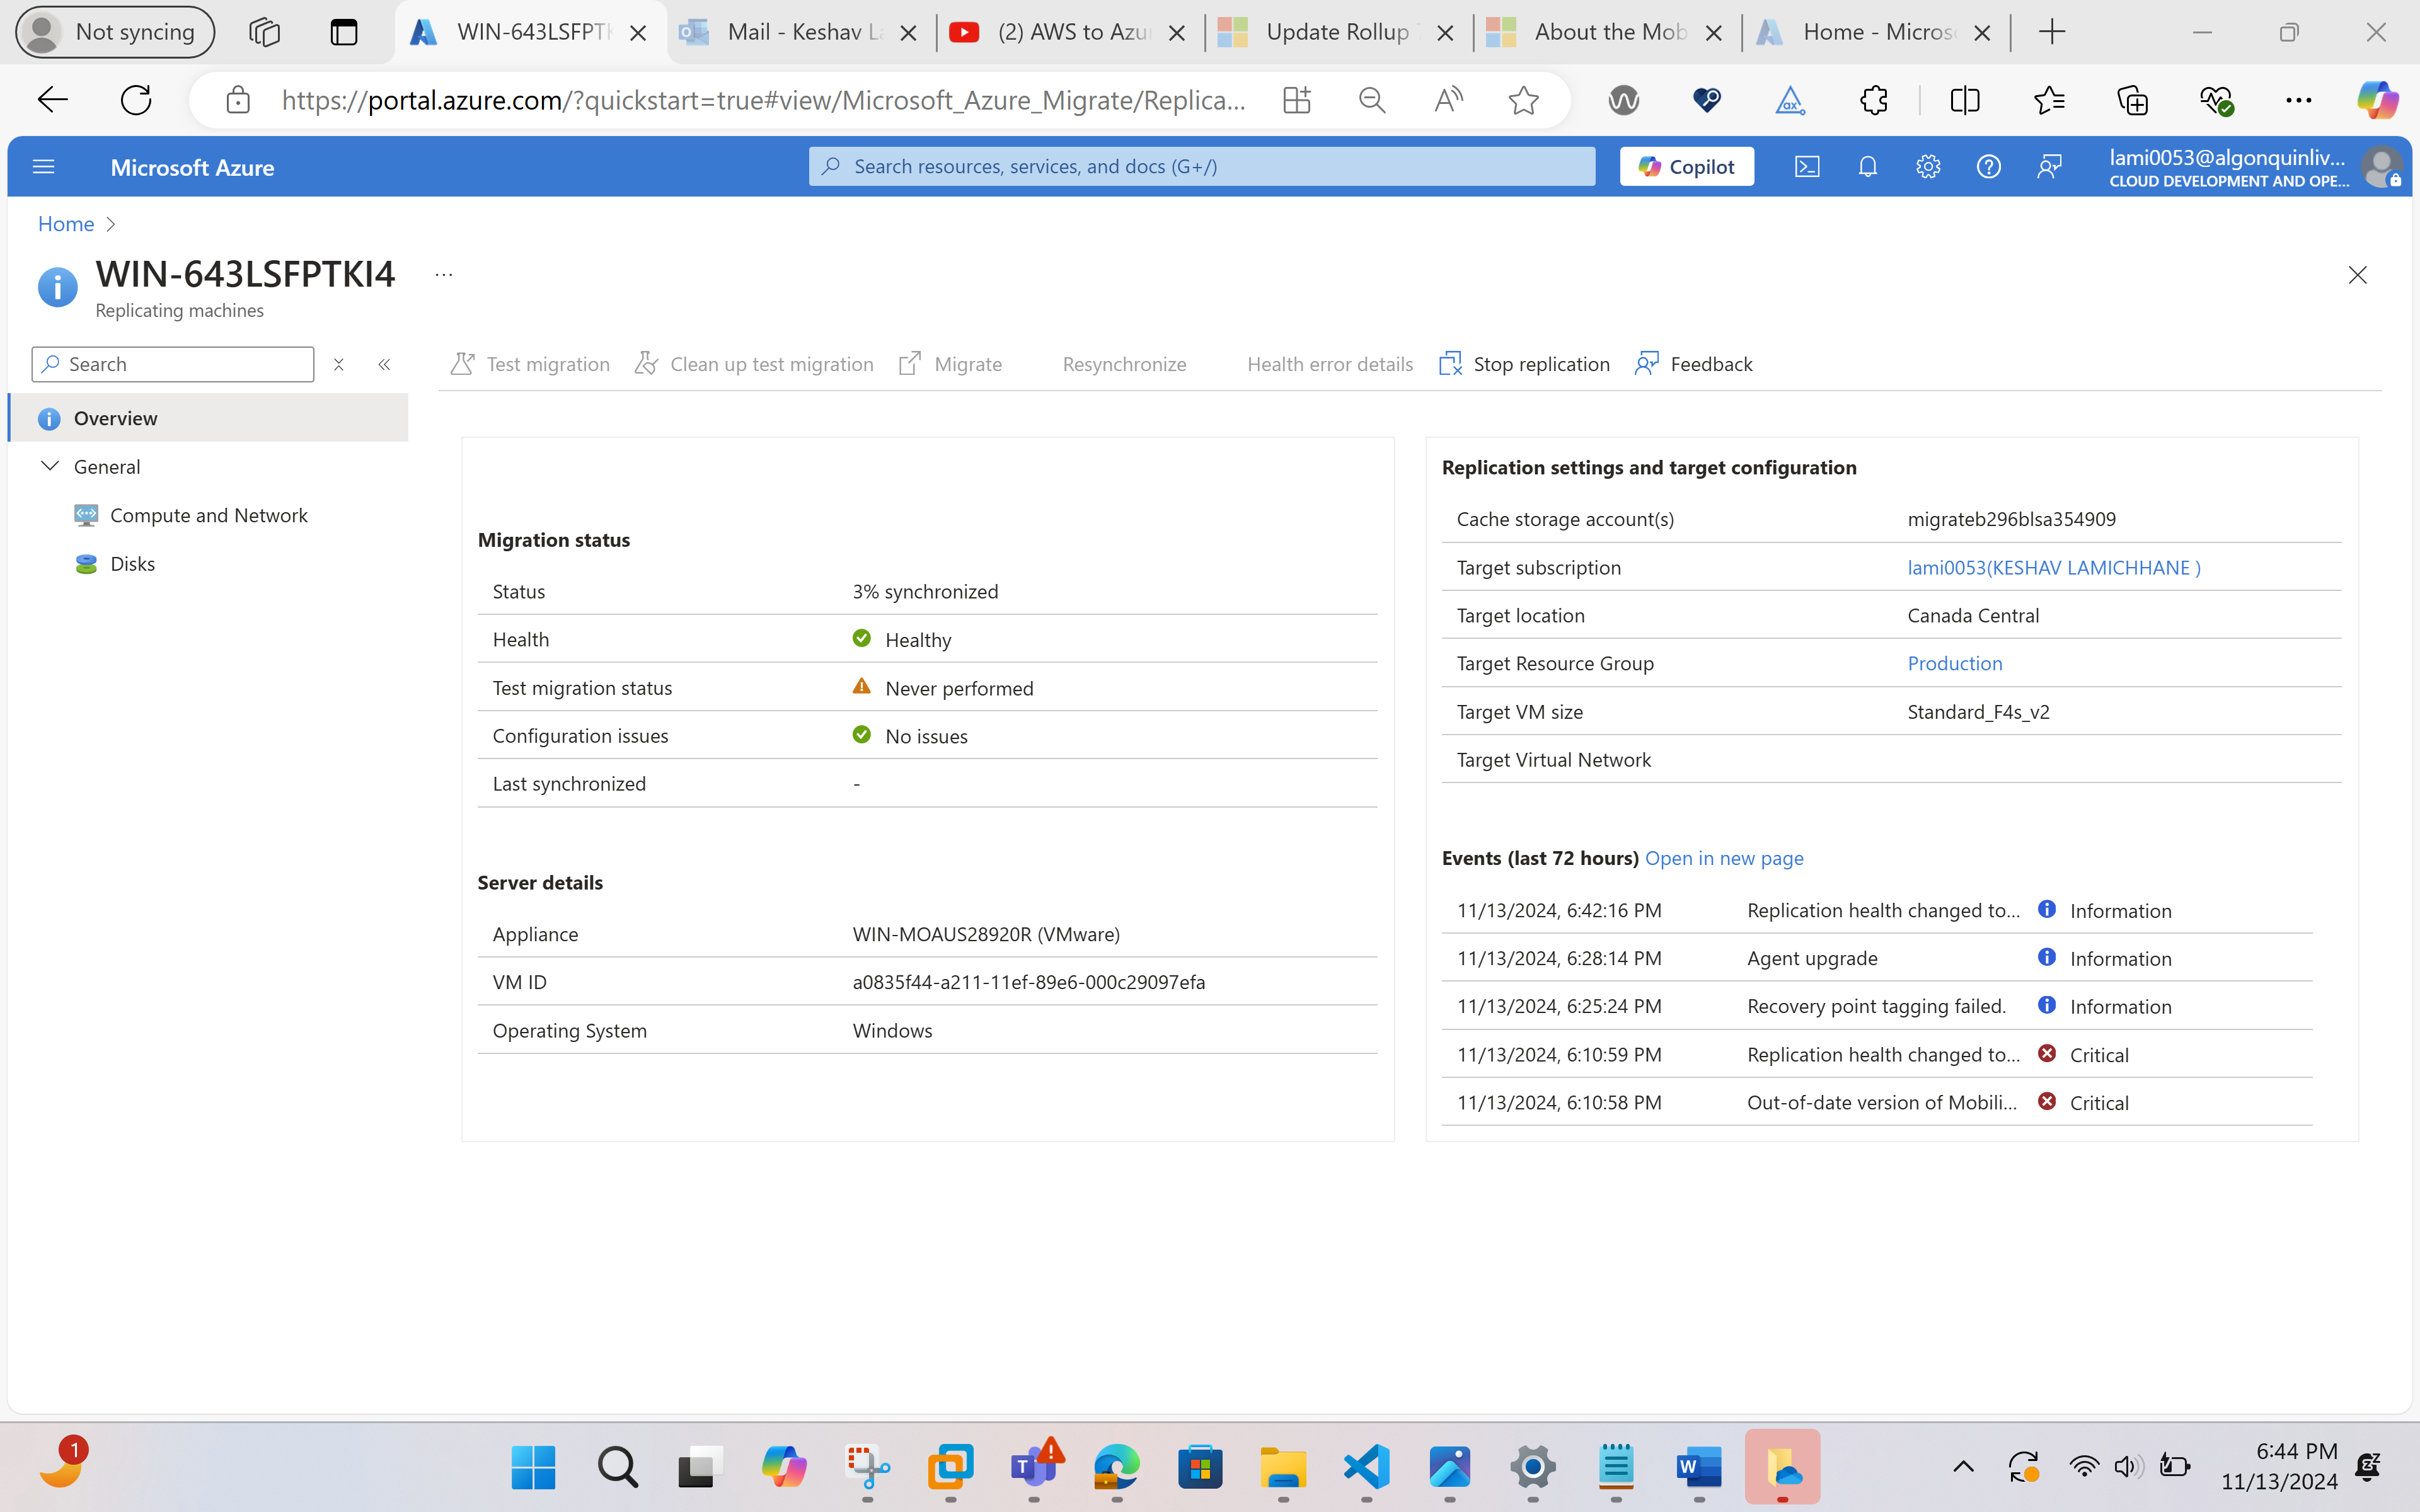 Not syncing
WIN-643LSFPTK
Mail - Keshav La
(2) AWS to Azur
Update Rollup 7
About the Mob
Home - Micros
https://portal.azure.com/?quickstart=true#view/Microsoft_Azure_Migrate/Replica...
Microsoft Azure
Search resources, services, and docs (G+/)
Copilot
lami0053@algonquinliv...
CLOUD DEVELOPMENT AND OPE...
Home
WIN-643LSFPTKI4
...
Replicating machines
Search
Test migration
Clean up test migration
Migrate
Resynchronize
Health error details
Stop replication
Feedback
Overview
General
Compute and Network
Disks
Migration status
Status 3% synchronized
Health Healthy
Test migration status Never performed
Configuration issues No issues
Last synchronized -
Server details
Appliance WIN-MOAUS28920R (VMware)
VM ID a0835f44-a211-11ef-89e6-000c29097efa
Operating System Windows
Replication settings and target configuration
Cache storage account(s) migrateb296blsa354909
Target subscription lami0053(KESHAV LAMICHHANE )
Target location Canada Central
Target Resource Group Production
Target VM size Standard_F4s_v2
Target Virtual Network
Events (last 72 hours) Open in new page
11/13/2024, 6:42:16 PM Replication health changed to... Information
11/13/2024, 6:28:14 PM Agent upgrade Information
11/13/2024, 6:25:24 PM Recovery point tagging failed. Information
11/13/2024, 6:10:59 PM Replication health changed to... Critical
11/13/2024, 6:10:58 PM Out-of-date version of Mobili... Critical
1
6:44 PM
11/13/2024